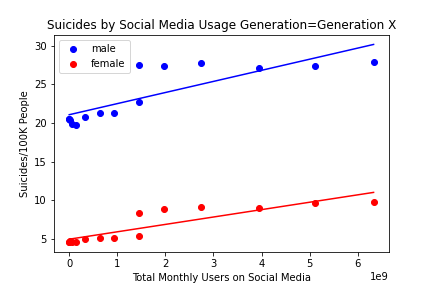 Suicides by Social Media Usage Generation=Generation X
male
female
Suicides/100K People
30
25
20
15
10
5
0 1 2 3 4 5 6
1e9
Total Monthly Users on Social Media